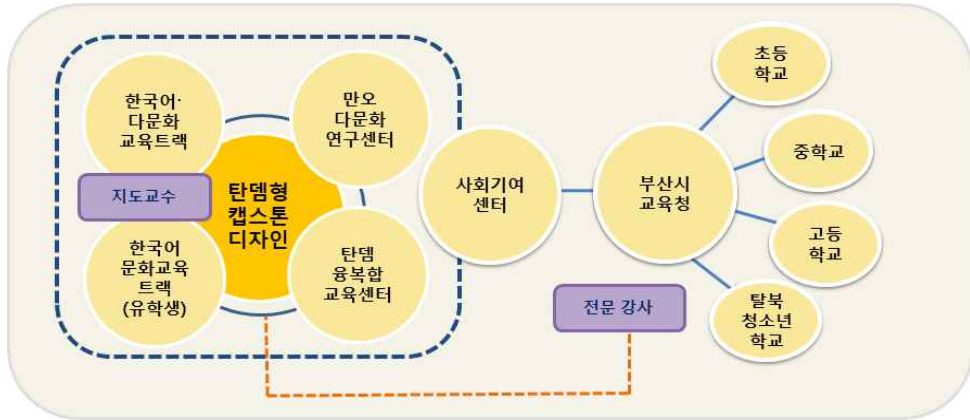 한국어·
다문화
교육트랙
만오
다문화
연구센터
지도교수
탄뎀형
캡스톤
디자인
한국어
문화교육
트랙
(유학생)
탄뎀
융복합
교육센터
사회기여
센터
부산시
교육청
초등
학교
중학교
고등
학교
탈북
청소년
학교
전문 강사